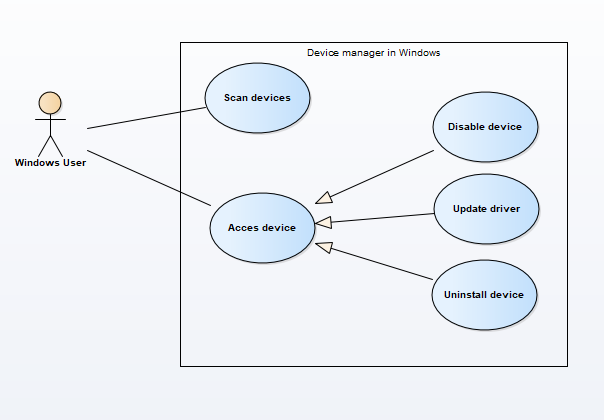 Device manager in Windows
Scan devices
Disable device
Windows User
Update driver
Acces device
Uninstall device